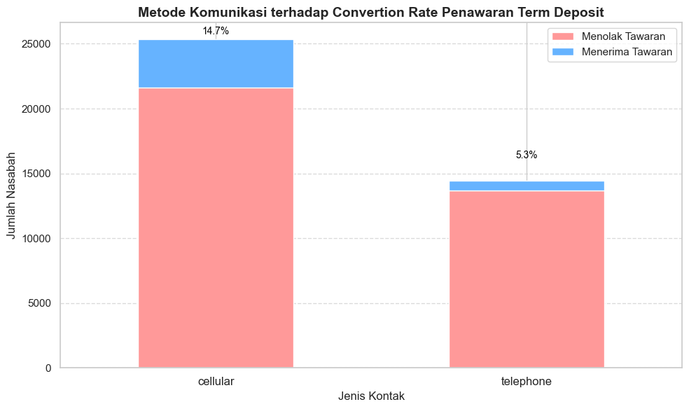 Metode Komunikasi terhadap Convertion Rate Penawaran Term Deposit
Menolak Tawaran
Menerima Tawaran
14.7%
5.3%
25000
20000
15000
10000
5000
0
Jumlah Nasabah
cellular
telephone
Jenis Kontak